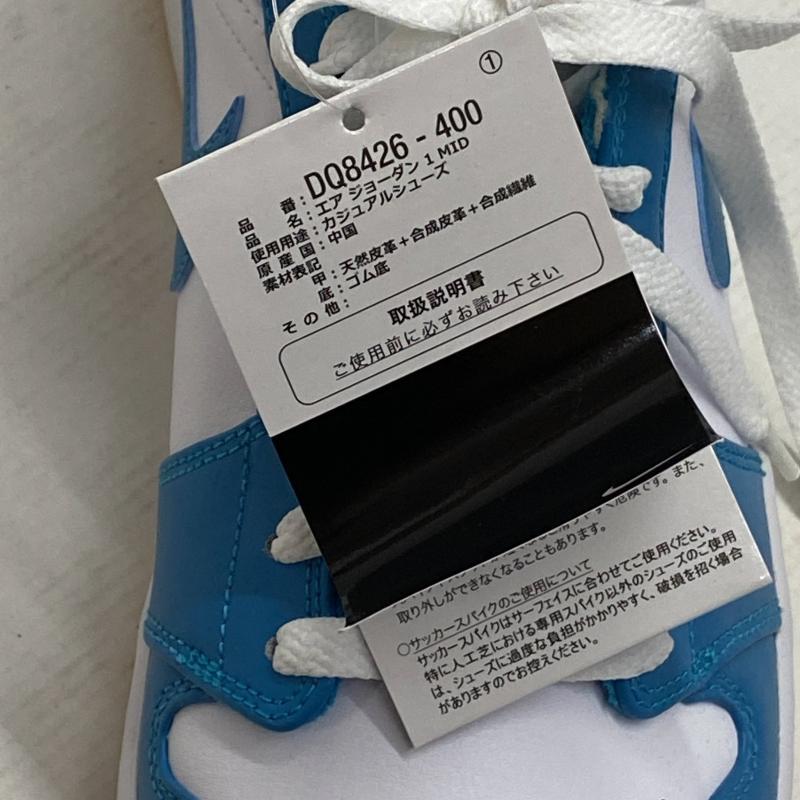 ①
品番：DQ8426 - 400
品名：エア ジョーダン 1 MID
使用用途：カジュアルシューズ
原産国：中国
素材表記
甲：天然皮革＋合成皮革＋合成繊維
底：ゴム底
その他：
取扱説明書
ご使用前に必ずお読み下さい
危険です。また、
取り外しができなくなることもあります。
○サッカースパイクのご使用について
サッカースパイクはサーフェイスに合わせてご使用ください。
特に人工芝における専用スパイク以外のシューズのご使用
は、シューズに過度な負担がかかりやすく、破損を招く場合
がありますのでお控えください。